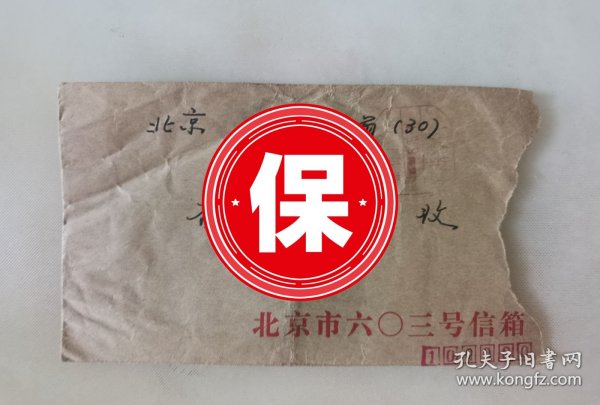 北京 (30)
保
收
北京市六〇三号信箱
孔夫子旧书网
www.kongfz.com